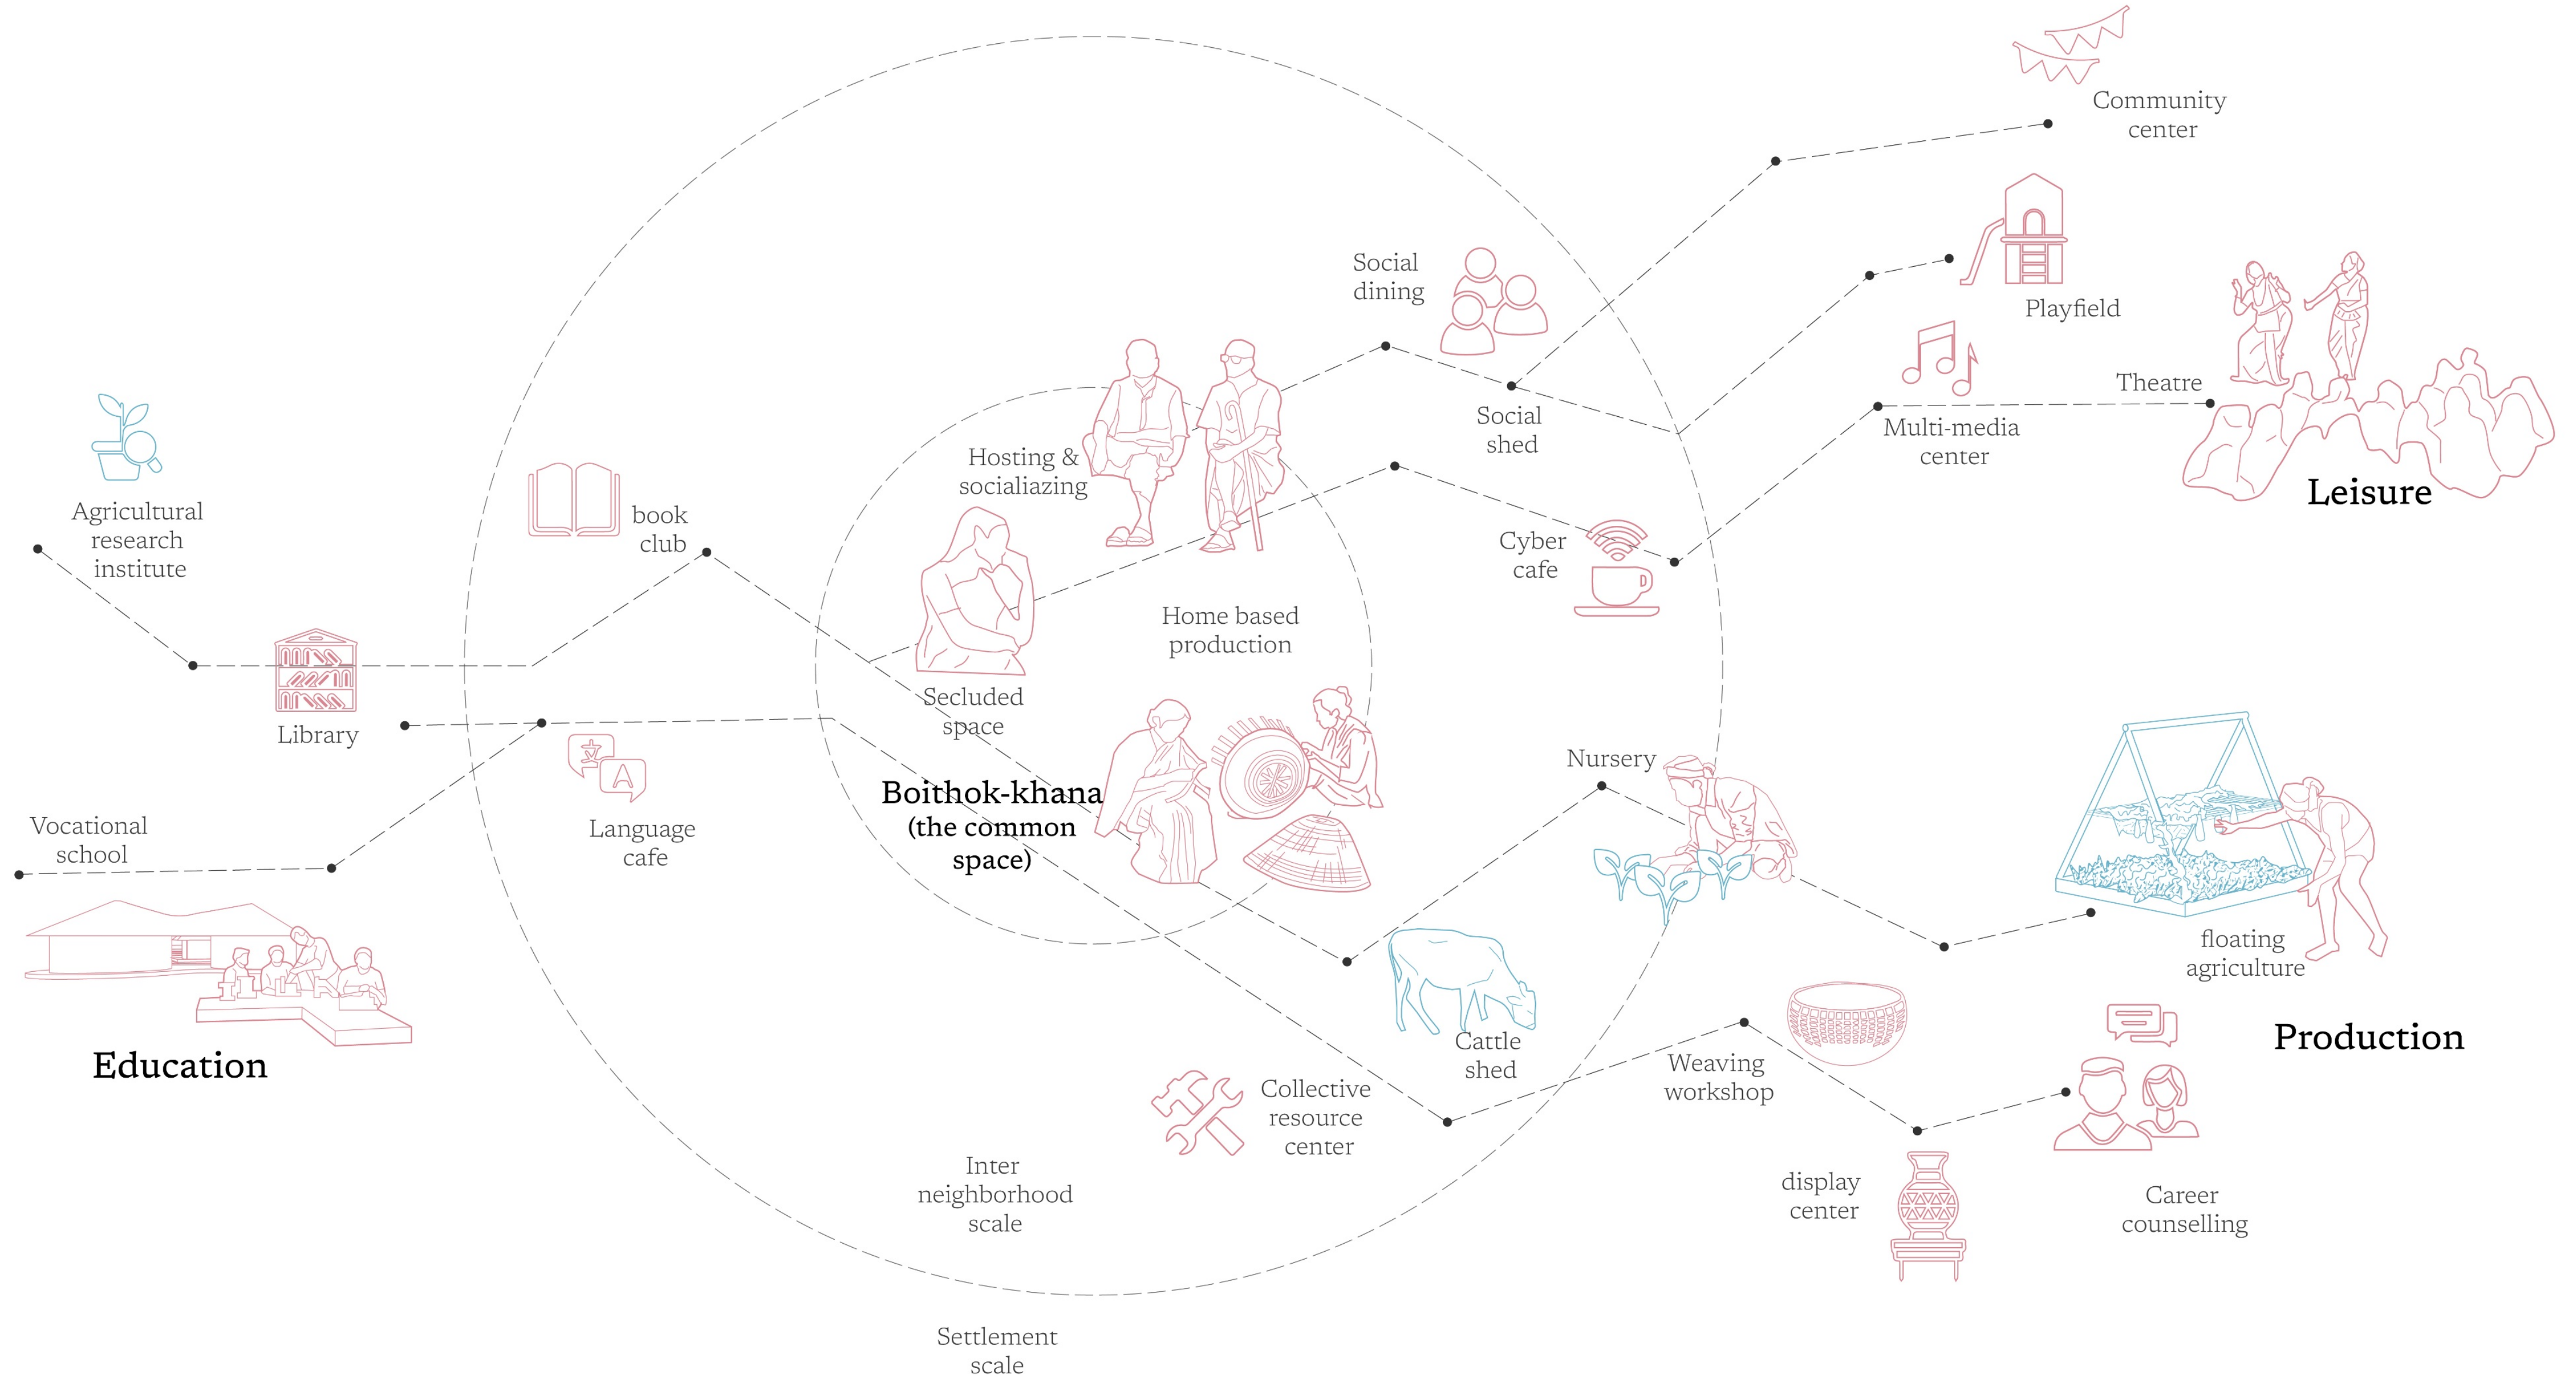 Community
center
Playfield
Social
dining
Theatre
Multi-media
center
Social
shed
Leisure
Hosting &
socialiazing
Agricultural
research
institute
book
club
Cyber
cafe
Home based
production
Secluded
space
Library
Language
cafe
Boithok-khana
(the common
space)
Nursery
Vocational
school
文
A
Education
floating
agriculture
Production
Cattle
shed
Weaving
workshop
Collective
resource
center
Inter
neighborhood
scale
display
center
Career
counselling
Settlement
scale